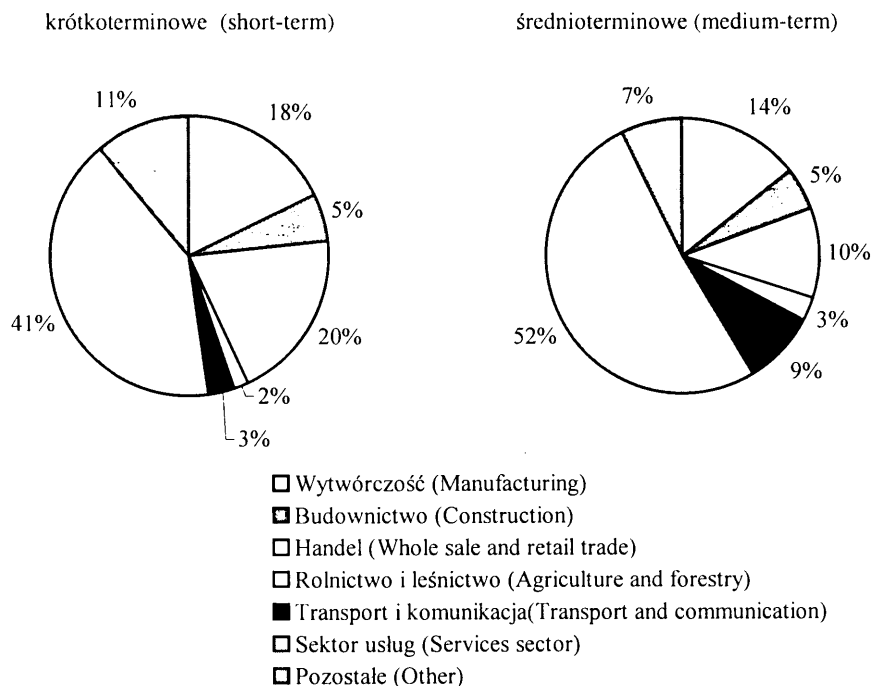 krótkoterminowe (short-term)
średnioterminowe (medium-term)
11%
18%
5%
20%
2%
3%
41%
7%
14%
5%
10%
3%
9%
52%
Wytwórczość (Manufacturing)
Budownictwo (Construction)
Handel (Whole sale and retail trade)
Rolnictwo i leśnictwo (Agriculture and forestry)
Transport i komunikacja(Transport and communication)
Sektor usług (Services sector)
Pozostałe (Other)